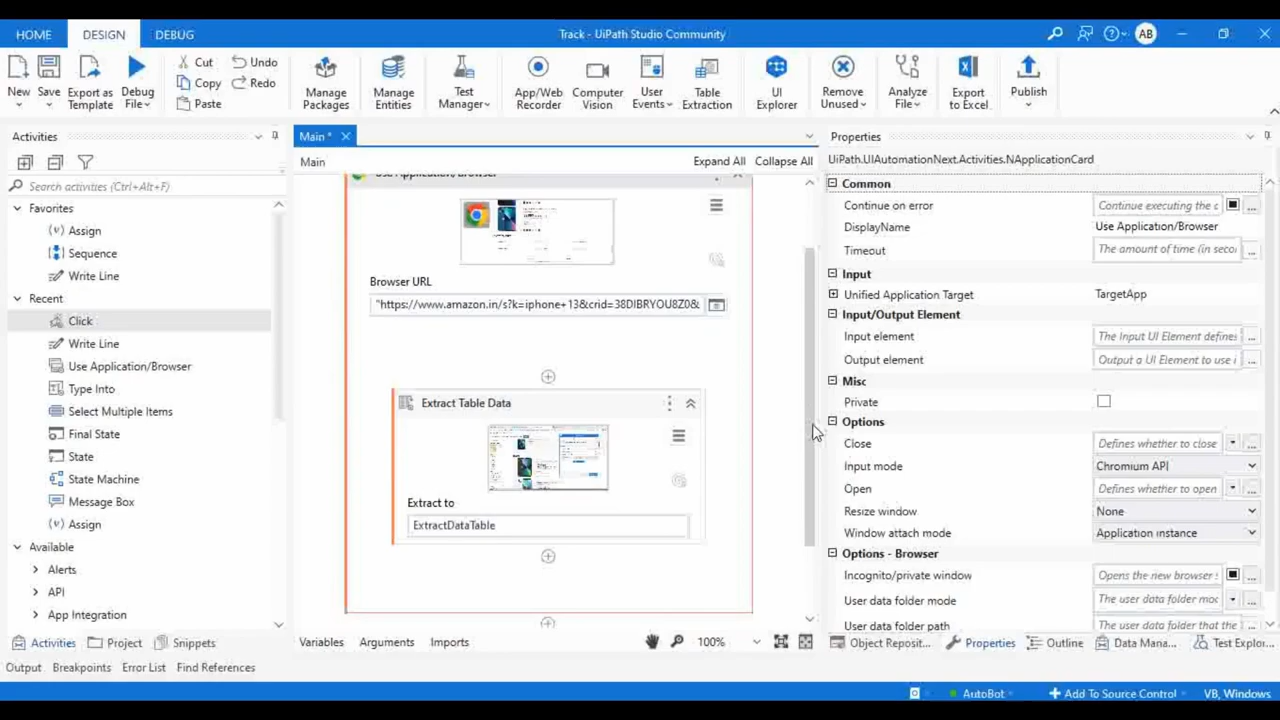 HOME
DESIGN
DEBUG
Track - UiPath Studio Community
AB
New
Save
Export as Template
Debug File
Cut
Copy
Paste
Undo
Redo
Manage Packages
Manage Entities
Test Manager
App/Web Recorder
Computer Vision
User Events
Table Extraction
UI Explorer
Remove Unused
Analyze File
Export to Excel
Publish
Activities
Search activities (Ctrl+Alt+F)
Favorites
Assign
Sequence
Write Line
Recent
Click
Write Line
Use Application/Browser
Type Into
Select Multiple Items
Final State
State
State Machine
Message Box
Assign
Available
Alerts
API
App Integration
Activities
Project
Snippets
Main *
Main
Expand All
Collapse All
Use Application/Browser
Browser URL
"https://www.amazon.in/s?k=iphone+13&crid=38DIBRYOU8Z0&
Extract Table Data
Extract to
ExtractDataTable
Variables
Arguments
Imports
100%
Properties
UiPath.UIAutomationNext.Activities.NApplicationCard
Common
Continue on error Continue executing the c ...
DisplayName Use Application/Browser
Timeout The amount of time (in seco ...
Input
Unified Application Target TargetApp
Input/Output Element
Input element The Input UI Element defines ...
Output element Output a UI Element to use i ...
Misc
Private
Options
Close Defines whether to close ...
Input mode Chromium API
Open Defines whether to open ...
Resize window None
Window attach mode Application instance
Options - Browser
Incognito/private window Opens the new browser s ...
User data folder mode The user data folder mo ...
User data folder path The user data folder that the
Object Reposit...
Properties
Outline
Data Mana...
Test Explor...
Output
Breakpoints
Error List
Find References
AutoBot
Add To Source Control
VB, Windows